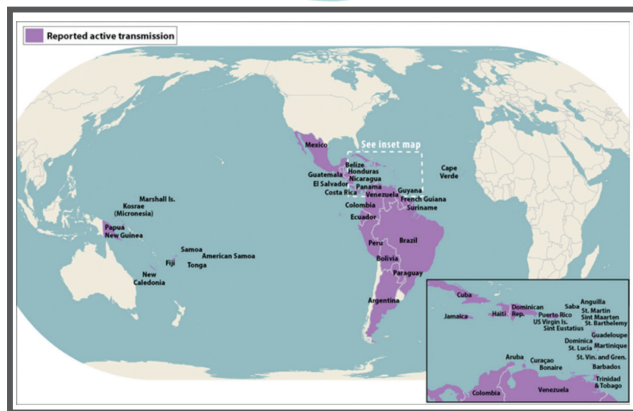 Reported active transmission
See inset map
Mexico
Belize
Honduras
Guatemala
Nicaragua
El Salvador
Panama
Costa Rica
Venezuela
Guyana
French Guiana
Suriname
Colombia
Ecuador
Cape
Verde
Peru
Brazil
Bolivia
Paraguay
Argentina
Marshall Is.
Kosrae
(Micronesia)
Papua
New Guinea
Samoa
American Samoa
Fiji
Tonga
New
Caledonia
Cuba
Jamaica
Haiti
Dominican
Rep.
Puerto Rico
US Virgin Is.
Sint Eustatius
Saba
Anguilla
St. Martin
Sint Maarten
St. Barthelemy
Guadeloupe
Dominica
Martinique
St. Lucia
St. Vin. and Gren.
Aruba
Curaçao
Bonaire
Barbados
Trinidad
& Tobago
Colombia
Venezuela